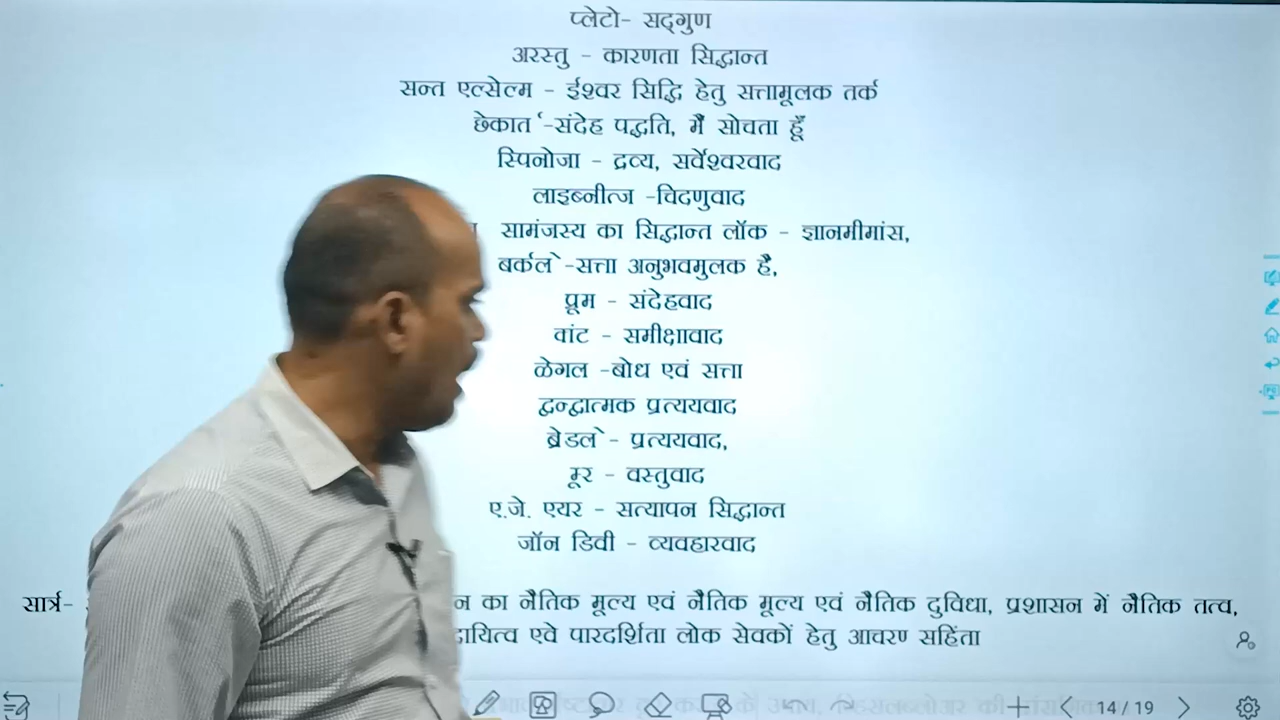 प्लेटो- सद्गुण
अरस्तु - कारणता सिद्धान्त
सन्त एल्सेल्म - ईश्वर सिद्धि हेतु सत्तामूलक तर्क
छेकात र्-संदेह पद्धति, मैं सोचता हूँ
स्पिनोजा - द्रव्य, सर्वेश्वरवाद
लाइब्नीत्ज -चिदणुवाद
सामंजस्य का सिद्धान्त लॉक - ज्ञानमीमांस,
बर्कल े-सत्ता अनुभवमुलक है,
प्रूम - संदेहवाद
वांट - समीक्षावाद
ळेगल -बोध एवं सत्ता
द्वन्द्वात्मक प्रत्ययवाद
ब्रेडल े- प्रत्ययवाद,
मूर - वस्तुवाद
ए.जे. एयर - सत्यापन सिद्धान्त
जॉन डिवी - व्यवहारवाद
सार्त्र- का नैतिक मूल्य एवं नैतिक मूल्य एवं नैतिक दुविधा, प्रशासन में नैतिक तत्व,
एवे पारदर्शिता लोक सेवकों हेतु आचरण सहिंता
14 / 19